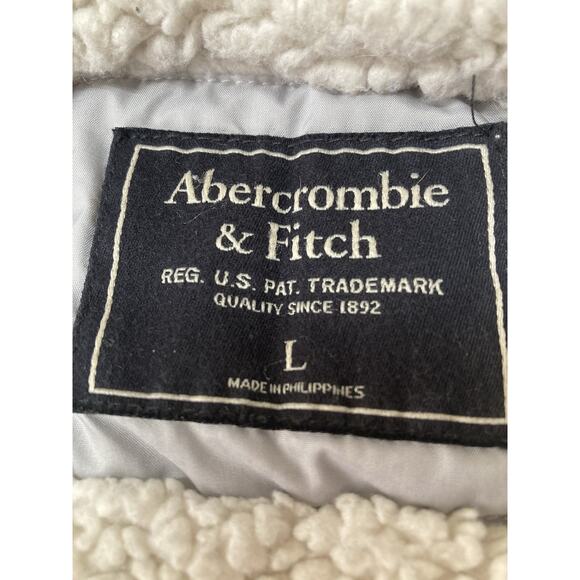 Abercrombie
& Fitch
REG. U.S. PAT. TRADEMARK
QUALITY SINCE 1892
L
MADE IN PHILIPPINES